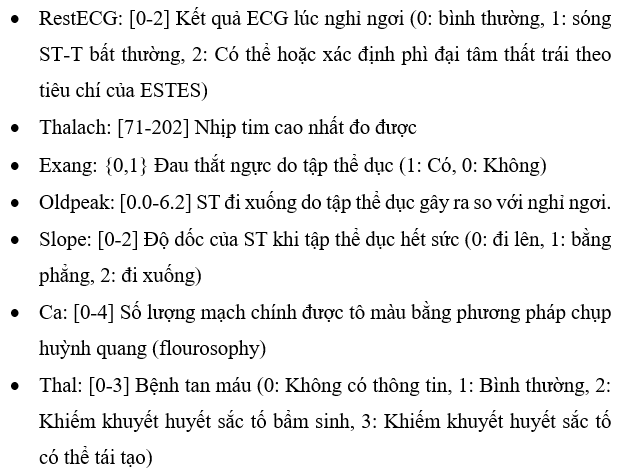 • RestECG: [0-2] Kết quả ECG lúc nghỉ ngơi (0: bình thường, 1: sóng
ST-T bất thường, 2: Có thể hoặc xác định phì đại tâm thất trái theo
tiêu chí của ESTES)
• Thalach: [71-202] Nhịp tim cao nhất đo được
• Exang: {0,1} Đau thắt ngực do tập thể dục (1: Có, 0: Không)
• Oldpeak: [0.0-6.2] ST đi xuống do tập thể dục gây ra so với nghỉ ngơi.
• Slope: [0-2] Độ dốc của ST khi tập thể dục hết sức (0: đi lên, 1: bằng
phẳng, 2: đi xuống)
• Ca: [0-4] Số lượng mạch chính được tô màu bằng phương pháp chụp
huỳnh quang (flourosophy)
• Thal: [0-3] Bệnh tan máu (0: Không có thông tin, 1: Bình thường, 2:
Khiếm khuyết huyết sắc tố bẩm sinh, 3: Khiếm khuyết huyết sắc tố
có thể tái tạo)